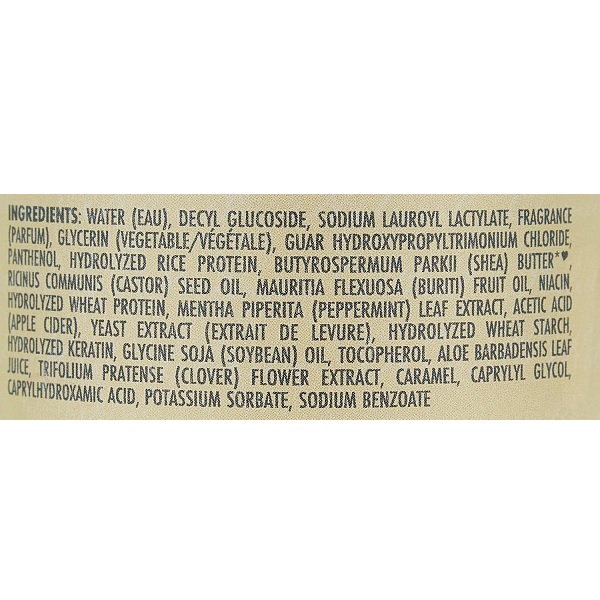 INGREDIENTS: WATER (EAU), DECYL GLUCOSIDE, SODIUM LAUROYL LACTYLATE, FRAGRANCE
(PARFUM), GLYCERIN (VEGETABLE/VÉGÉTALE), GUAR HYDROXYPROPYLTRIMONIUM CHLORIDE,
PANTHENOL, HYDROLYZED RICE PROTEIN, BUTYROSPERMUM PARKII (SHEA) BUTTER*♥,
RICINUS COMMUNIS (CASTOR) SEED OIL, MAURITIA FLEXUOSA (BURITI) FRUIT OIL, NIACIN,
HYDROLYZED WHEAT PROTEIN, MENTHA PIPERITA (PEPPERMINT) LEAF EXTRACT, ACETIC ACID
(APPLE CIDER), YEAST EXTRACT (EXTRAIT DE LEVURE), HYDROLYZED WHEAT STARCH,
HYDROLYZED KERATIN, GLYCINE SOJA (SOYBEAN) OIL, TOCOPHEROL, ALOE BARBADENSIS LEAF
JUICE, TRIFOLIUM PRATENSE (CLOVER) FLOWER EXTRACT, CARAMEL, CAPRYLYL GLYCOL,
CAPRYLHYDROXAMIC ACID, POTASSIUM SORBATE, SODIUM BENZOATE